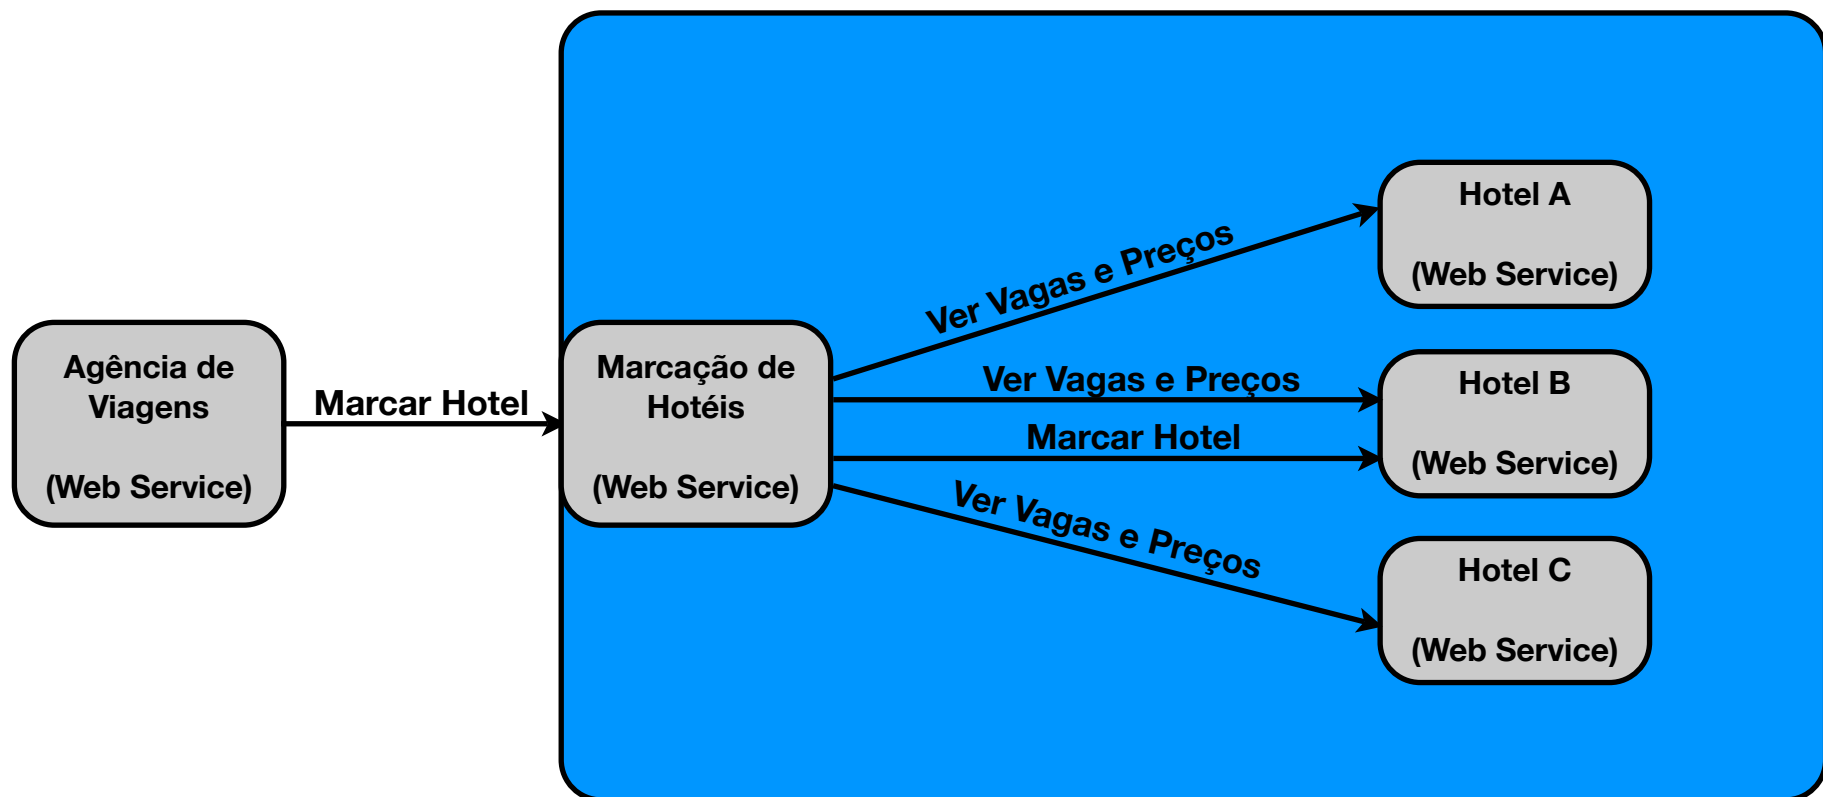 Agência de
Viagens
(Web Service)
Marcar Hotel
Marcação de
Hotéis
(Web Service)
Ver Vagas e Preços
Ver Vagas e Preços
Marcar Hotel
Ver Vagas e Preços
Hotel A
(Web Service)
Hotel B
(Web Service)
Hotel C
(Web Service)